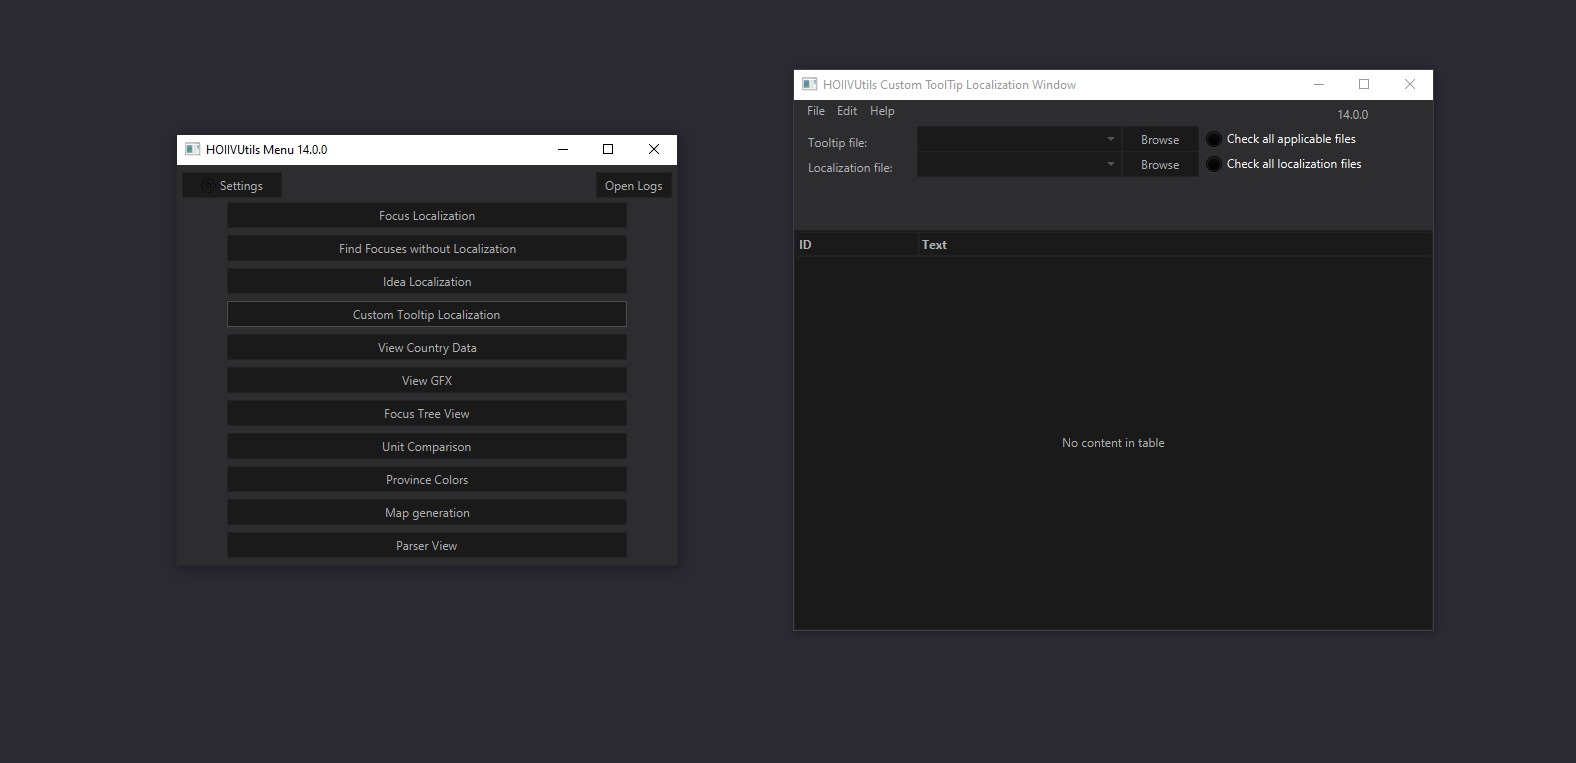 HOIIVUtils Menu 14.0.0
Settings
Open Logs
Focus Localization
Find Focuses without Localization
Idea Localization
Custom Tooltip Localization
View Country Data
View GFX
Focus Tree View
Unit Comparison
Province Colors
Map generation
Parser View
HOIIVUtils Custom ToolTip Localization Window
File Edit Help
14.0.0
Tooltip file: Browse Check all applicable files
Localization file: Browse Check all localization files
ID Text
No content in table